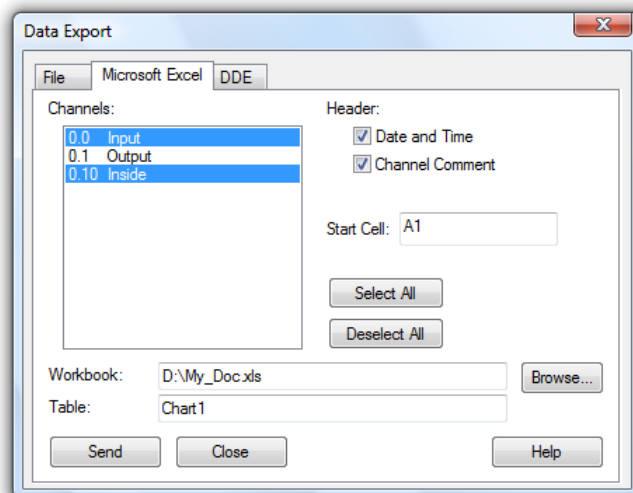 Data Export
File Microsoft Excel DDE
Channels:
0.0 Input
0.1 Output
0.10 Inside
Header:
Date and Time
Channel Comment
Start Cell: A1
Select All
Deselect All
Workbook: D:\My_Doc.xls Browse...
Table: Chart1
Send Close Help